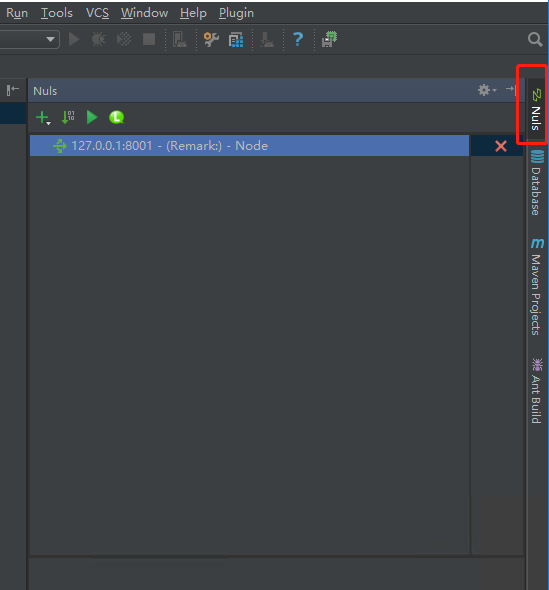 Run Tools VCS Window Help Plugin
Nuls
127.0.0.1:8001 - (Remark:) - Node
Nuls
Database
Maven Projects
Ant Build